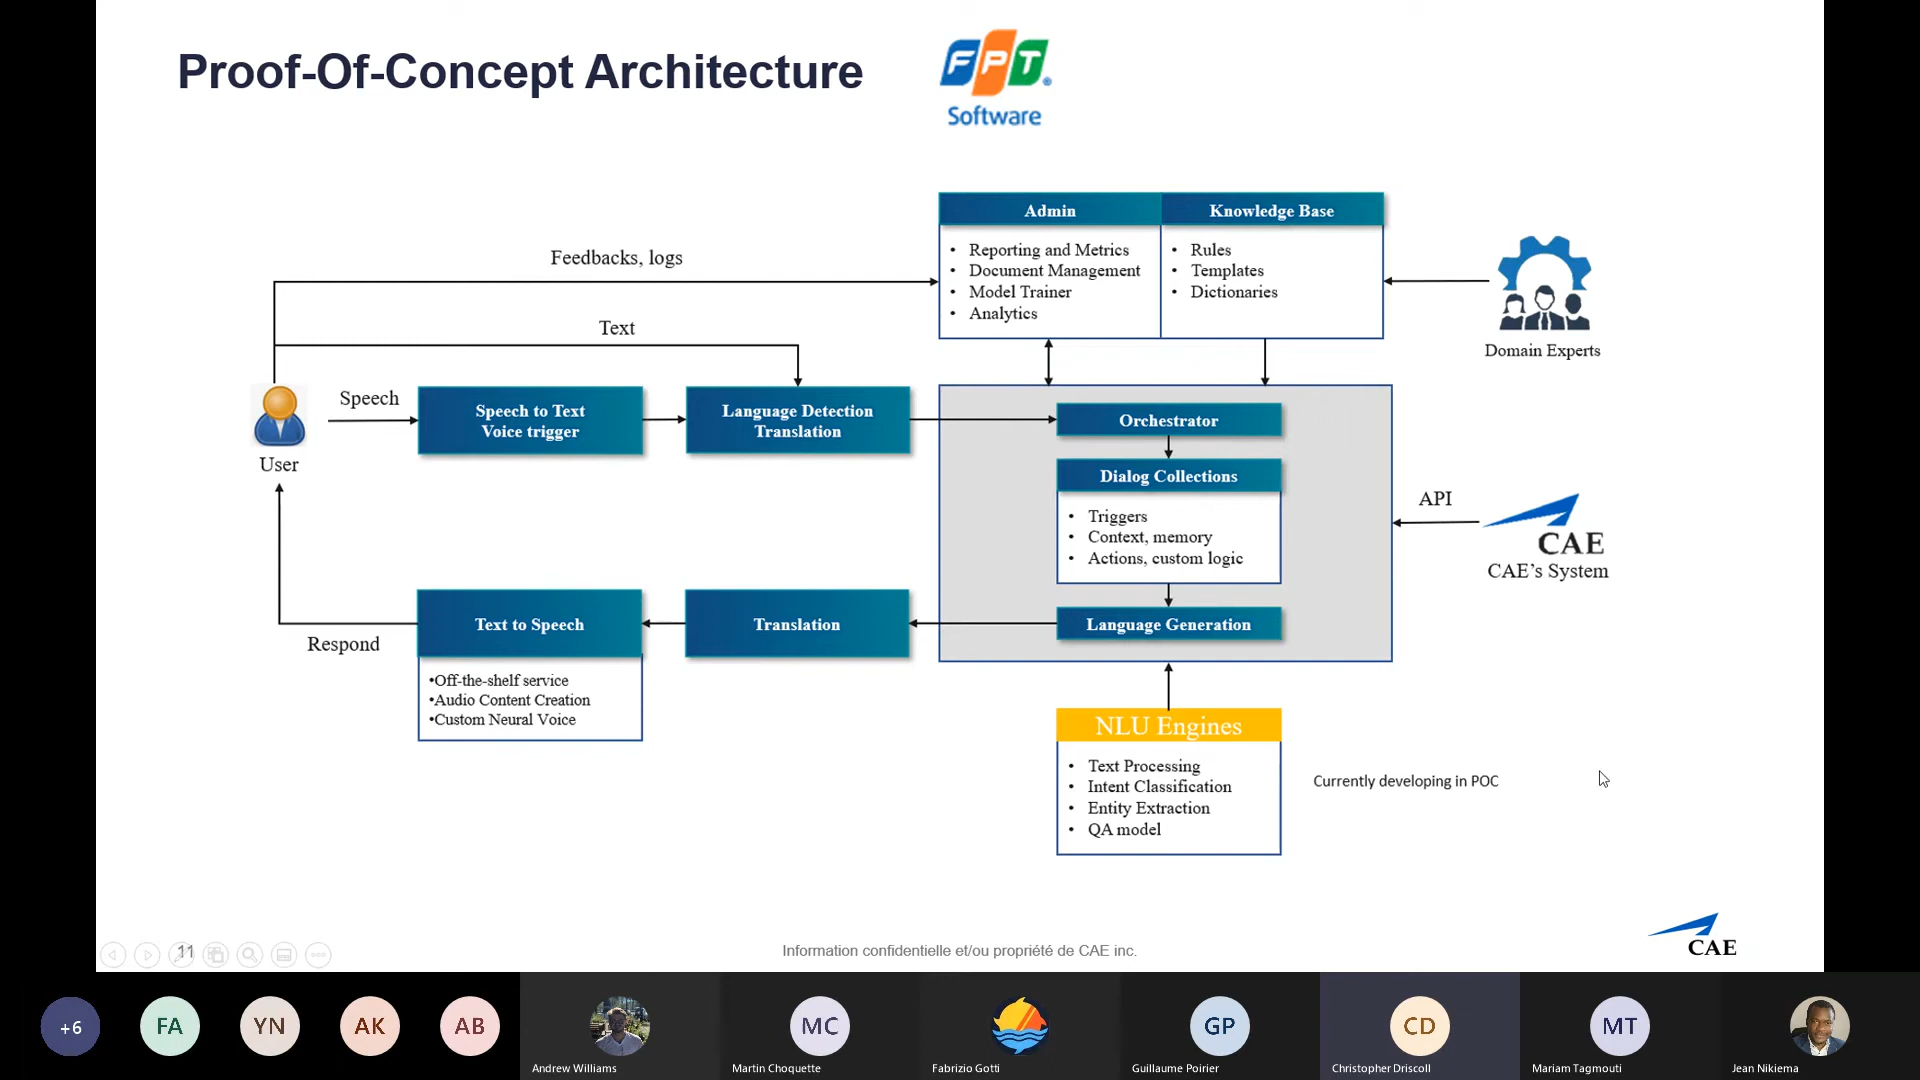 Proof-Of-Concept Architecture
FPT
Software
Admin
Knowledge Base
• Reporting and Metrics
• Document Management
• Model Trainer
• Analytics
• Rules
• Templates
• Dictionaries
Feedbacks, logs
Text
Domain Experts
Speech
User
Speech to Text
Voice trigger
Language Detection
Translation
Orchestrator
Dialog Collections
• Triggers
• Context, memory
• Actions, custom logic
Language Generation
API
CAE
CAE’s System
Respond
Text to Speech
•Off-the-shelf service
•Audio Content Creation
•Custom Neural Voice
Translation
NLU Engines
• Text Processing
• Intent Classification
• Entity Extraction
• QA model
Currently developing in POC
11
Information confidentielle et/ou propriété de CAE inc.
CAE
+6
FA
YN
AK
AB
MC
GP
CD
MT
Andrew Williams
Martin Choquette
Fabrizio Gotti
Guillaume Poirier
Christopher Driscoll
Mariam Tagmouti
Jean Nikiema